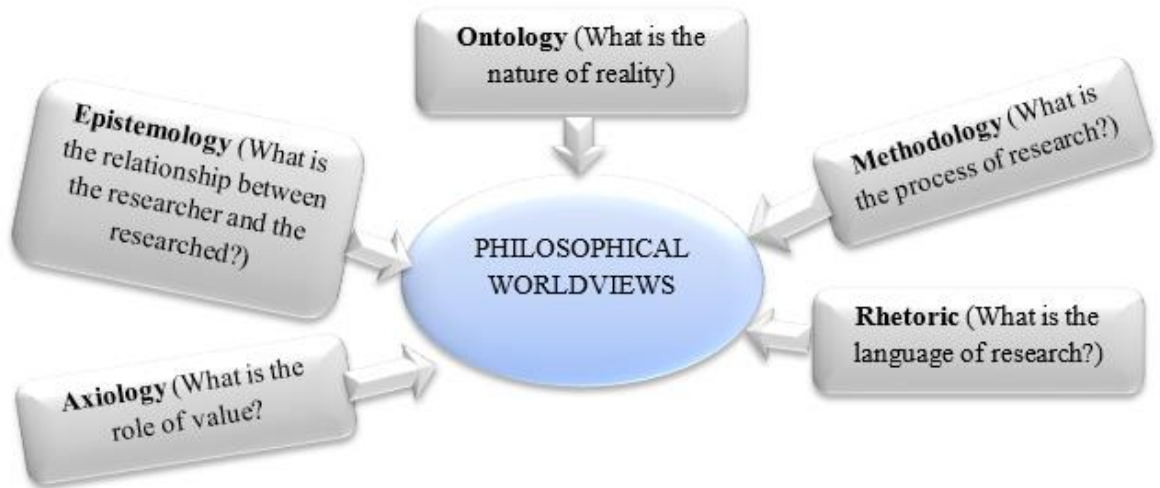 Ontology (What is the
nature of reality)
Epistemology (What is
the relationship between
the researcher and the
researched?)
Methodology (What is
the process of research?)
PHILOSOPHICAL
WORLDVIEWS
Rhetoric (What is the
language of research?)
Axiology (What is the
role of value?